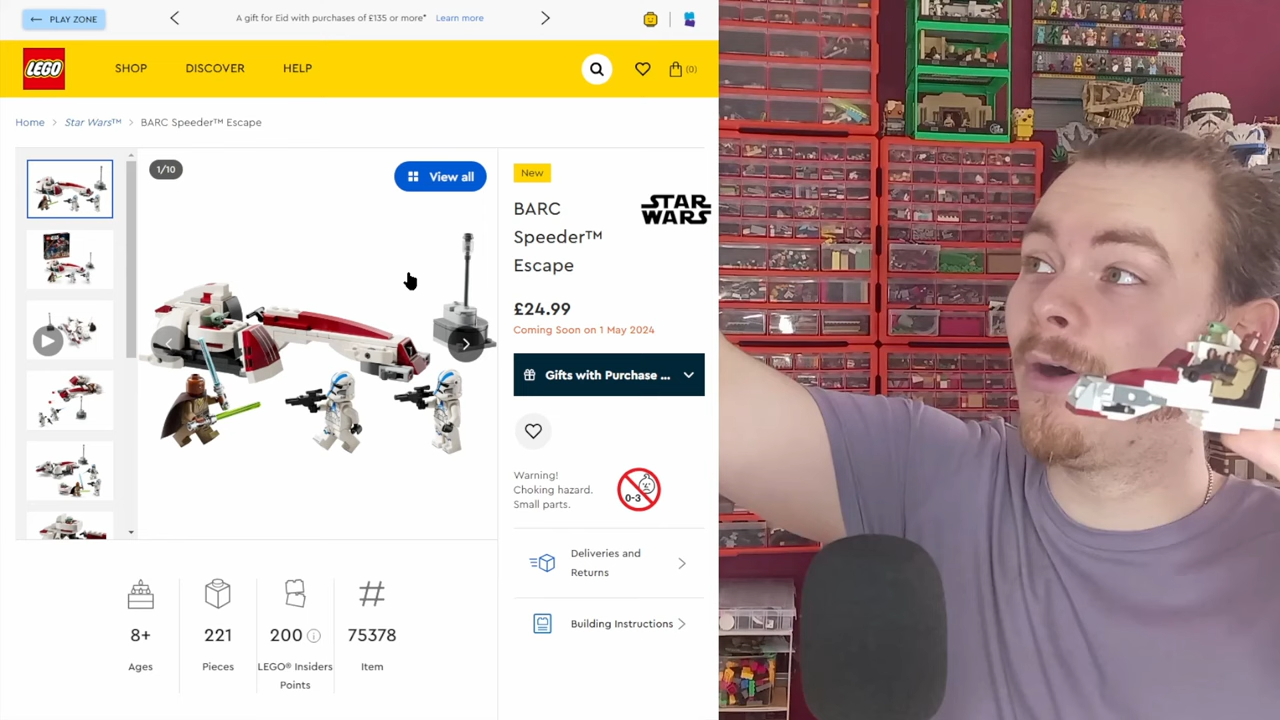 ← PLAY ZONE
A gift for Eid with purchases of £135 or more* Learn more
LEGO
SHOP
DISCOVER
HELP
(0)
Home > Star Wars™ > BARC Speeder™ Escape
1/10
View all
New
BARC
Speeder™
Escape
STAR
WARS
£24.99
Coming Soon on 1 May 2024
Gifts with Purchase ...
Warning!
Choking hazard.
Small parts.
0-3
Deliveries and
Returns
Building Instructions
8+
Ages
221
Pieces
200
LEGO® Insiders
Points
#
75378
Item